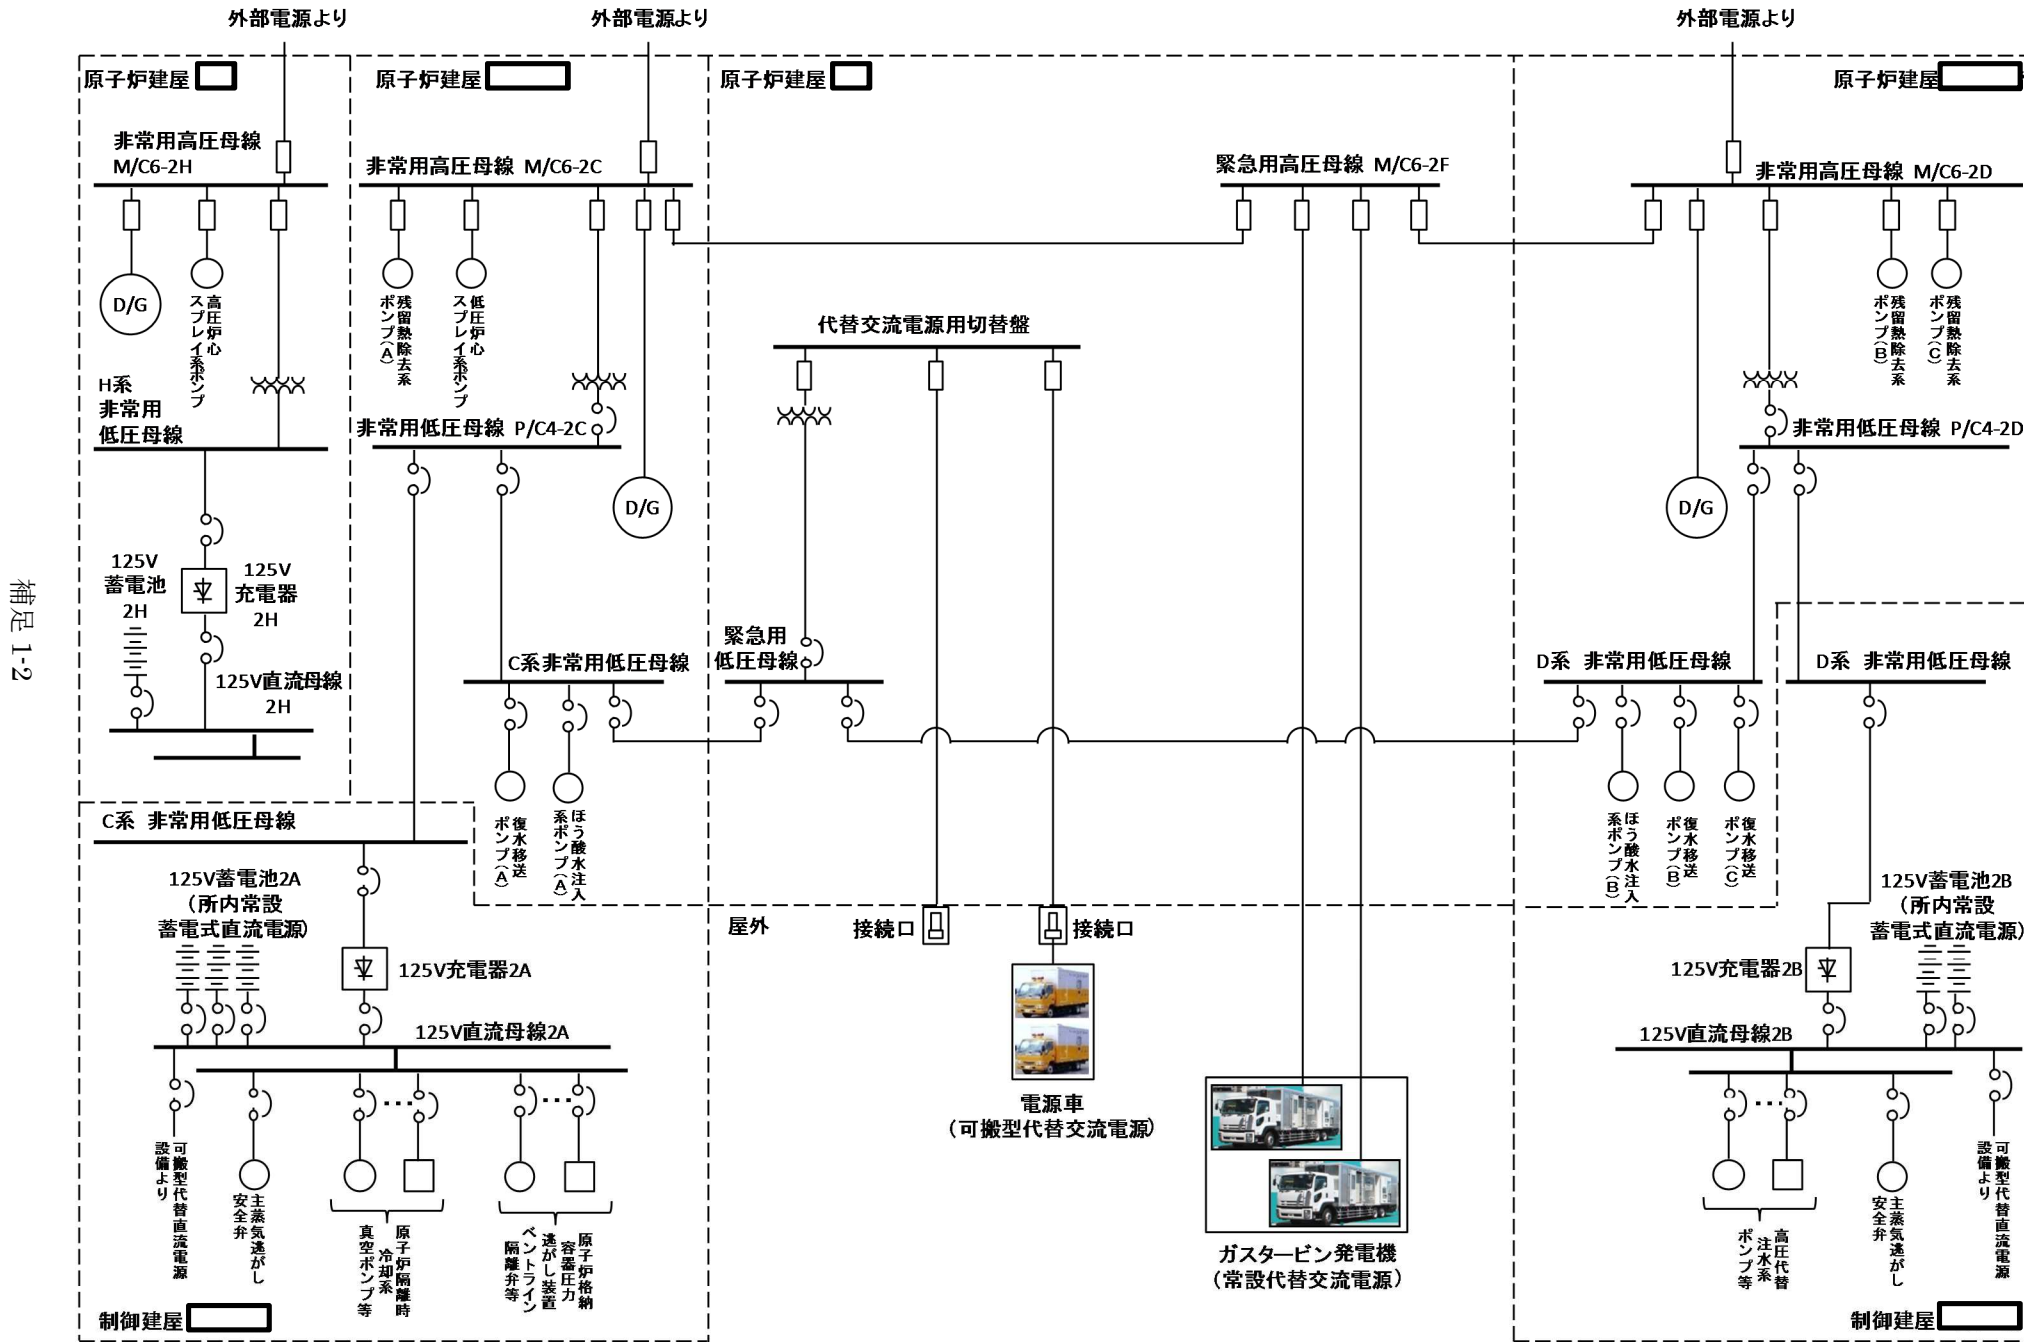 外部電源より
外部電源より
外部電源より
原子炉建屋
原子炉建屋
原子炉建屋
原子炉建屋
非常用高圧母線
M/C6-2H
非常用高圧母線 M/C6-2C
緊急用高圧母線 M/C6-2F
非常用高圧母線 M/C6-2D
D/G
高圧炉心
スプレイ系ポンプ
残留熱除去系
ポンプ(A)
低圧炉心
スプレイ系ポンプ
残留熱除去系
ポンプ(B)
残留熱除去系
ポンプ(C)
代替交流電源用切替盤
H系
非常用
低圧母線
非常用低圧母線 P/C4-2C
非常用低圧母線 P/C4-2D
D/G
D/G
125V
蓄電池
2H
125V
充電器
2H
125V直流母線
2H
補足 1-2
C系非常用低圧母線
緊急用
低圧母線
D系 非常用低圧母線
D系 非常用低圧母線
復水移送
ポンプ(A)
ほう酸水注入
系ポンプ(A)
ほう酸水注入
系ポンプ(B)
復水移送
ポンプ(B)
復水移送
ポンプ(C)
C系 非常用低圧母線
125V蓄電池2A
(所内常設
蓄電式直流電源)
125V充電器2A
125V直流母線2A
屋外
接続口
接続口
電源車
(可搬型代替交流電源)
ガスタービン発電機
(常設代替交流電源)
125V蓄電池2B
(所内常設
蓄電式直流電源)
125V充電器2B
125V直流母線2B
可搬型代替直流電源
設備より
主蒸気逃がし
安全弁
原子炉隔離時
冷却系
真空ポンプ等
原子炉格納
容器圧力
逃がし装置
ベントライン
隔離弁等
高圧代替
注水系
ポンプ等
主蒸気逃がし
安全弁
可搬型代替直流電源
設備より
制御建屋
制御建屋